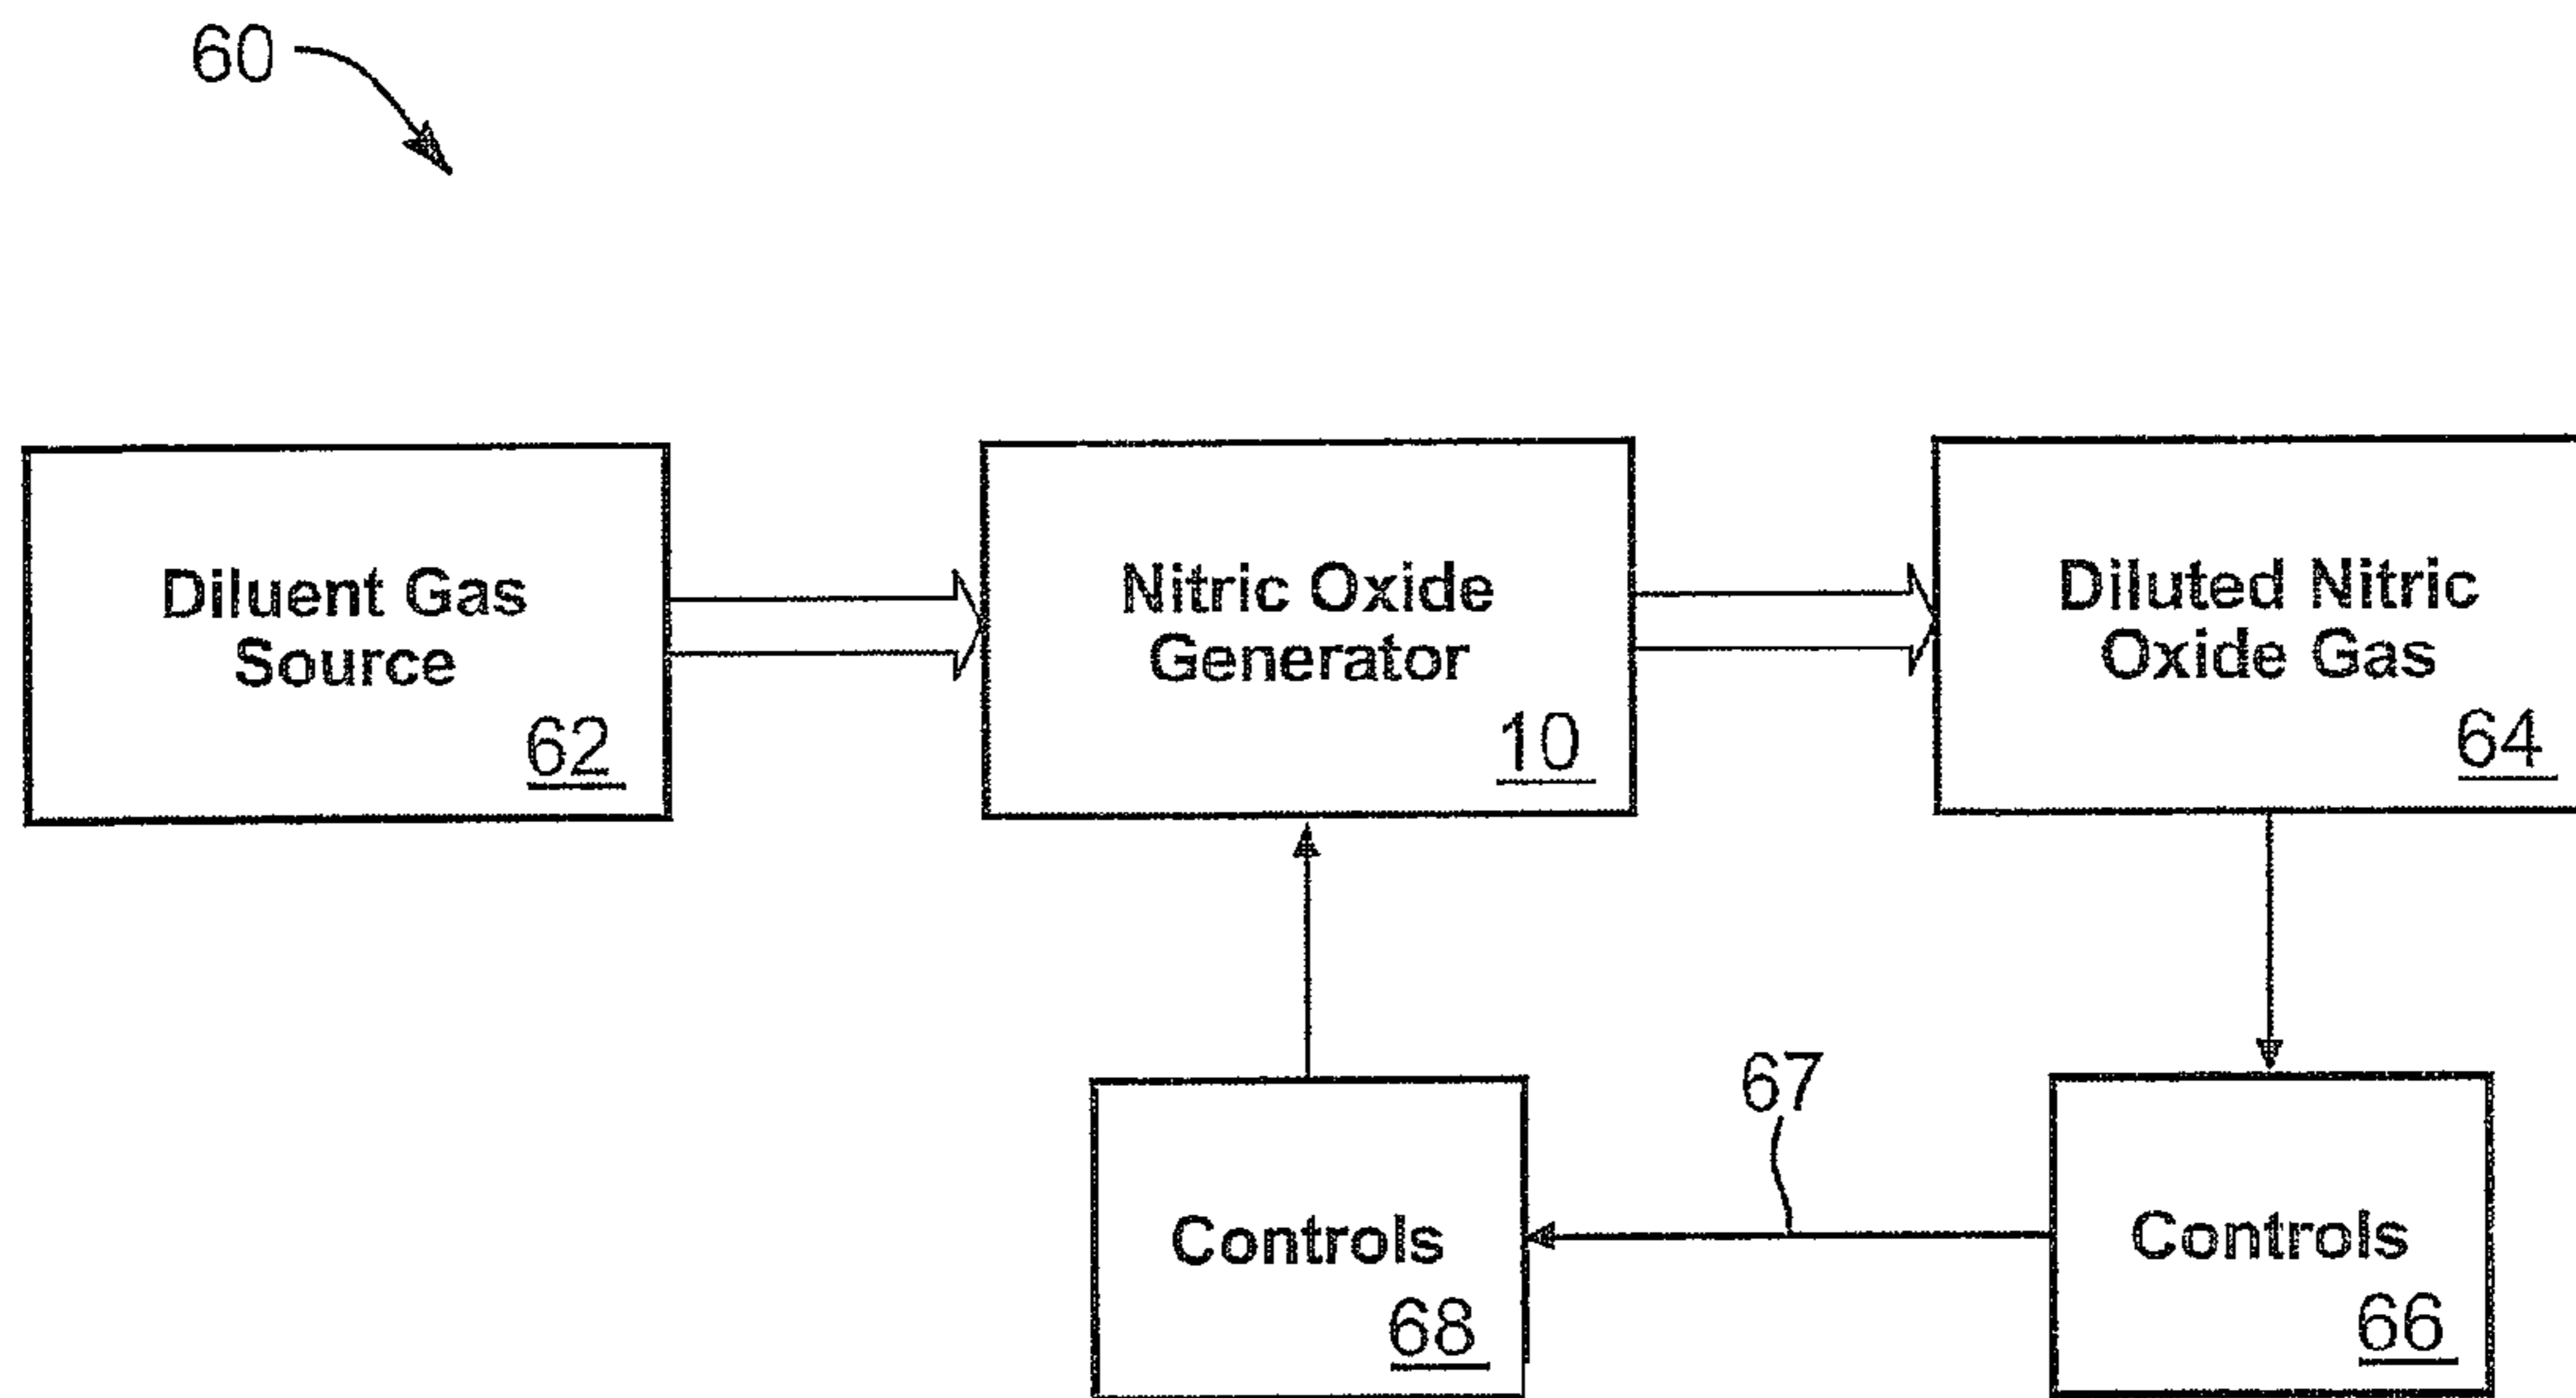 60
Diluent Gas
Source
62
Nitric Oxide
Generator
10
Diluted Nitric
Oxide Gas
64
67
Controls
68
Controls
66